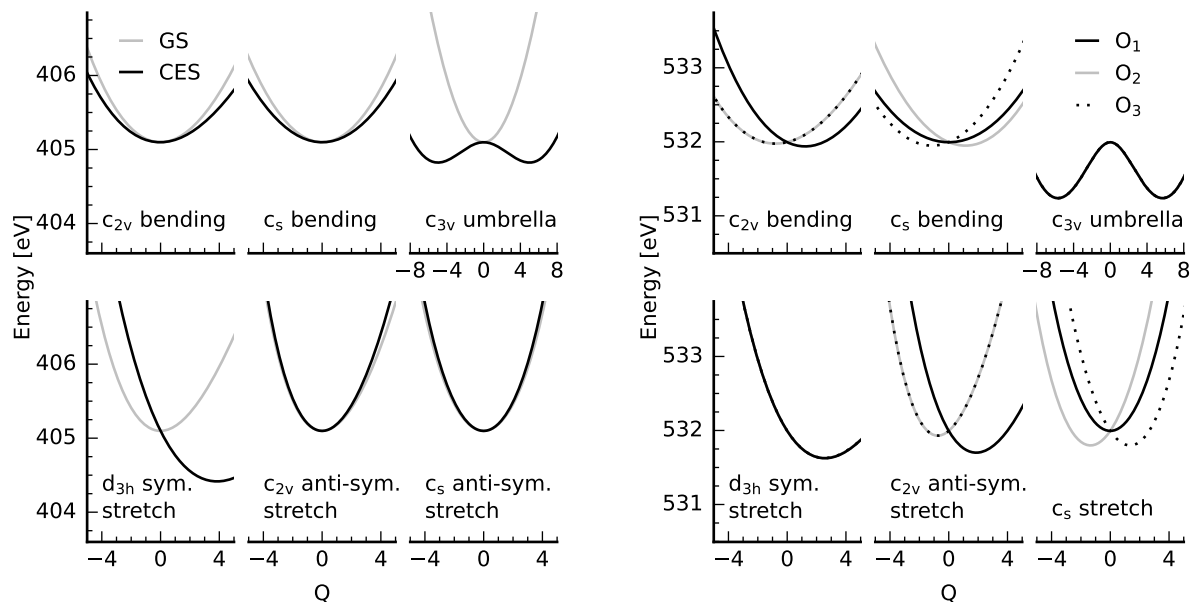 GS
CES
406
405
404
c2v bending
cs bending
c3v umbrella
−8 −4 0 4 8
Energy [eV]
406
405
404
d3h sym.
stretch
c2v anti-sym.
stretch
cs anti-sym.
stretch
−4 0 4
−4 0 4
−4 0 4
Q
O1
O2
O3
533
532
531
c2v bending
cs bending
c3v umbrella
−8 −4 0 4 8
Energy [eV]
533
532
531
d3h sym.
stretch
c2v anti-sym.
stretch
cs stretch
−4 0 4
−4 0 4
−4 0 4
Q